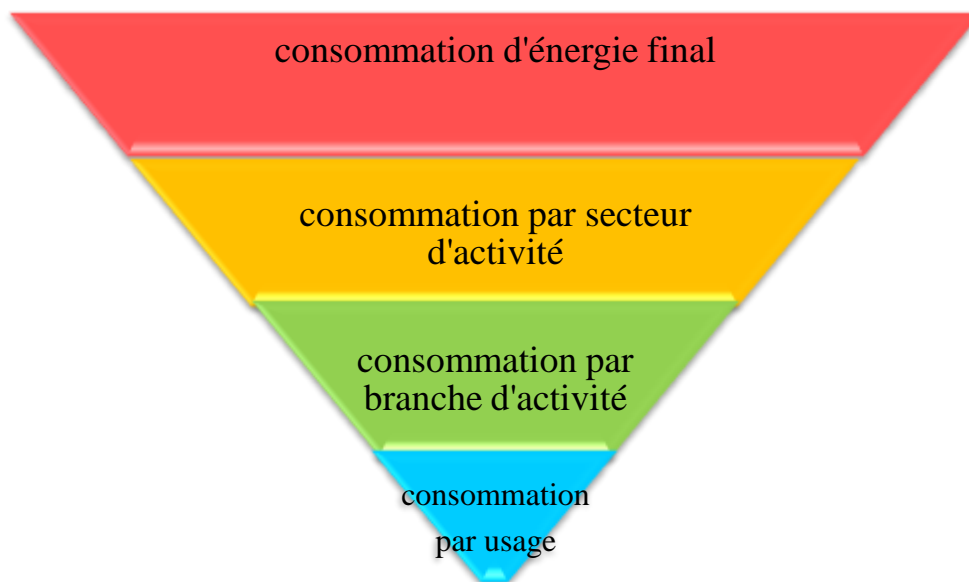 consommation d'énergie final
consommation par secteur
d'activité
consommation par
branche d'activité
consommation
par usage